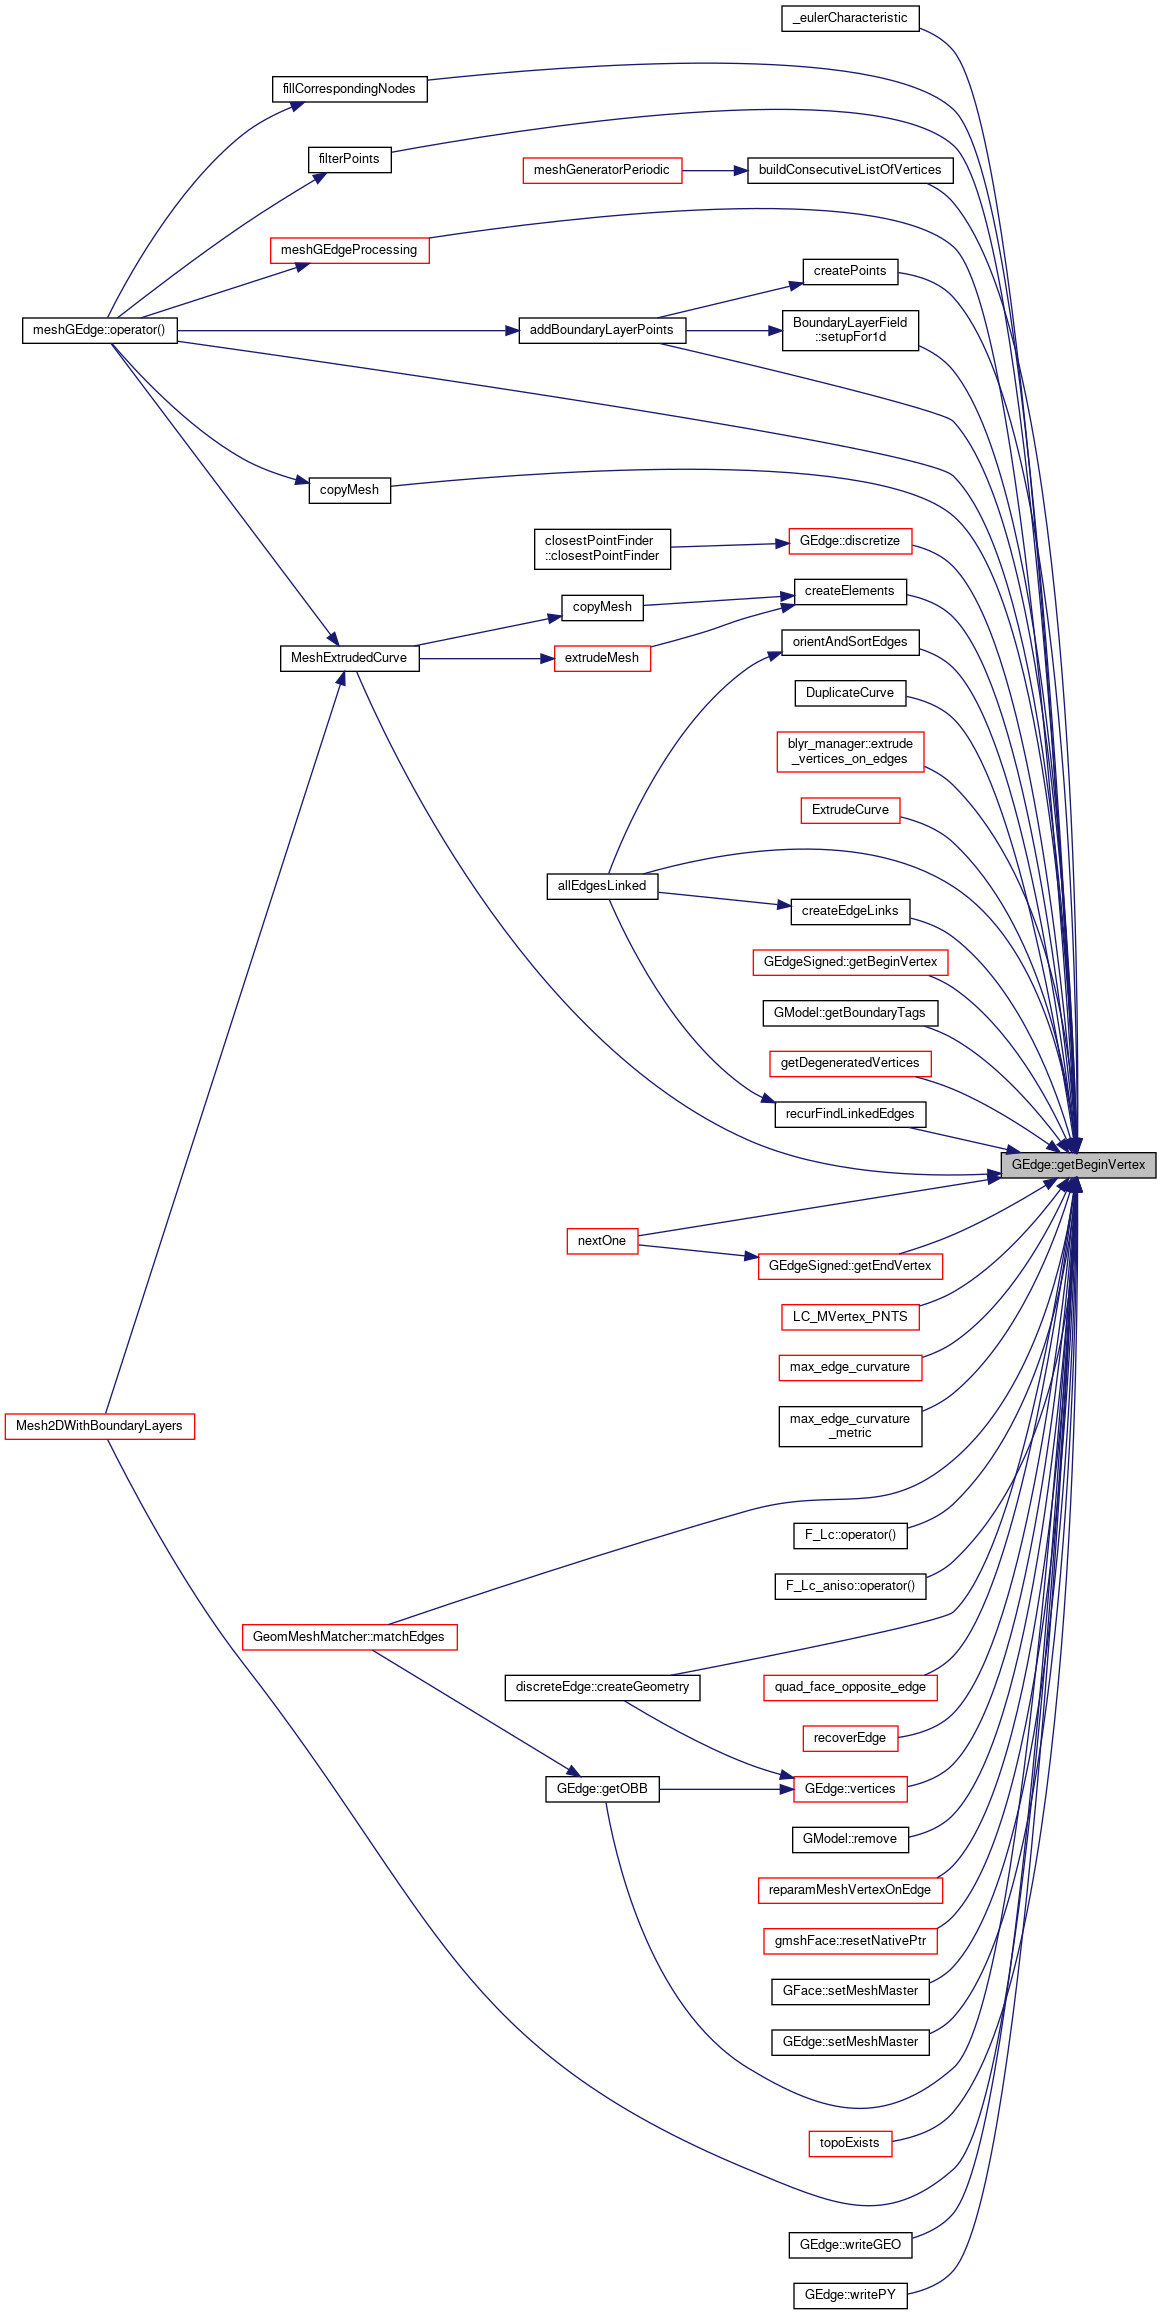 _eulerCharacteristic
fillCorrespondingNodes
filterPoints
meshGeneratorPeriodic
buildConsecutiveListOfVertices
meshGEdgeProcessing
createPoints
meshGEdge::operator()
addBoundaryLayerPoints
BoundaryLayerField
::setupFor1d
copyMesh
closestPointFinder
::closestPointFinder
GEdge::discretize
createElements
copyMesh
orientAndSortEdges
MeshExtrudedCurve
extrudeMesh
DuplicateCurve
blyr_manager::extrude
_vertices_on_edges
ExtrudeCurve
allEdgesLinked
createEdgeLinks
GEdgeSigned::getBeginVertex
GModel::getBoundaryTags
getDegeneratedVertices
recurFindLinkedEdges
GEdge::getBeginVertex
nextOne
GEdgeSigned::getEndVertex
LC_MVertex_PNTS
max_edge_curvature
max_edge_curvature
_metric
Mesh2DWithBoundaryLayers
F_Lc::operator()
F_Lc_aniso::operator()
GeomMeshMatcher::matchEdges
discreteEdge::createGeometry
quad_face_opposite_edge
recoverEdge
GEdge::getOBB
GEdge::vertices
GModel::remove
reparamMeshVertexOnEdge
gmshFace::resetNativePtr
GFace::setMeshMaster
GEdge::setMeshMaster
topoExists
GEdge::writeGEO
GEdge::writePY